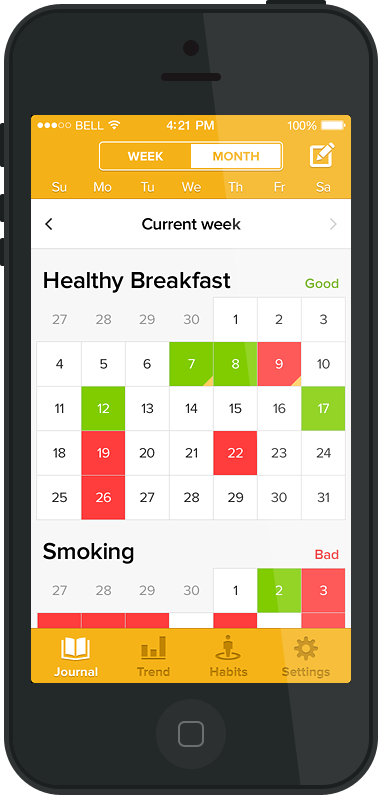 BELL 4:21 PM 100%
WEEK MONTH
Su Mo Tu We Th Fr Sa
Current week
Healthy Breakfast Good
27 28 29 30 1 2 3
4 5 6 7 8 9 10
11 12 13 14 15 16 17
18 19 20 21 22 23 24
25 26 27 28 29 30 31
Smoking Bad
27 28 29 30 1 2 3
Journal Trend Habits Settings